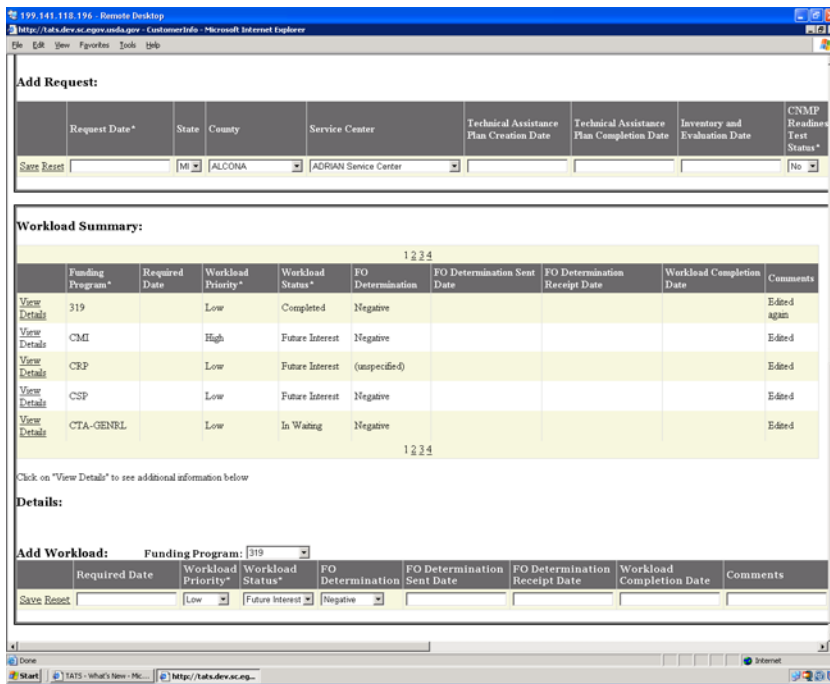 199.141.118.196 - Remote Desktop
http://tats.dev.sc.egov.usda.gov - CustomerInfo - Microsoft Internet Explorer
File Edit View Favorites Tools Help
Add Request:
Request Date* State County Service Center Technical Assistance Plan Creation Date Technical Assistance Plan Completion Date Inventory and Evaluation Date CNMP Readines Test Status*
Save Reset MI ALCONA ADRIAN Service Center No
Workload Summary:
1 2 3 4
Funding Program* Required Date Workload Priority* Workload Status* FO Determination FO Determination Sent Date FO Determination Receipt Date Workload Completion Date Comments
View Details 319 Low Completed Negative Edited again
View Details CMI High Future Interest Negative Edited
View Details CRP Low Future Interest (unspecified) Edited
View Details CSP Low Future Interest Negative Edited
View Details CTA-GENRL Low In Waiting Negative Edited
1 2 3 4
Click on "View Details" to see additional information below
Details:
Add Workload: Funding Program: 319
Required Date Workload Priority* Workload Status* FO Determination FO Determination Sent Date FO Determination Receipt Date Workload Completion Date Comments
Save Reset Low Future Interest Negative
Done Internet
Start TATS - What's New - Mic... http://tats.dev.sc.eg...